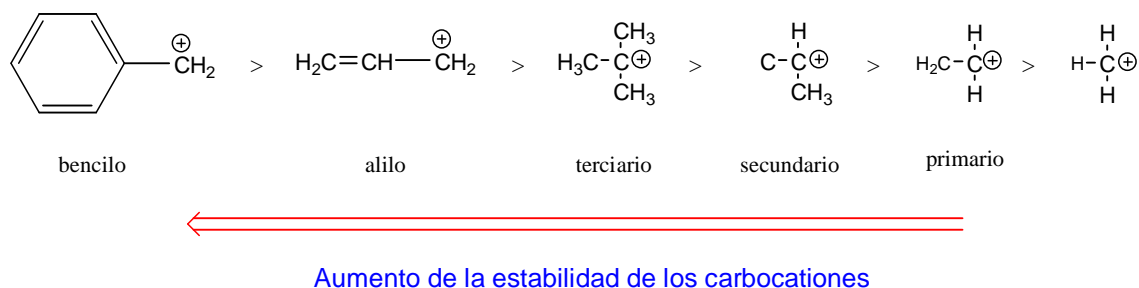 ⊕CH2 > H2C=CH—CH2⊕ > H3C-C⊕(CH3)CH3 > C-C⊕(H)CH3 > H2C-C⊕(H)H > H-C⊕(H)H
bencilo alilo terciario secundario primario
Aumento de la estabilidad de los carbocationes